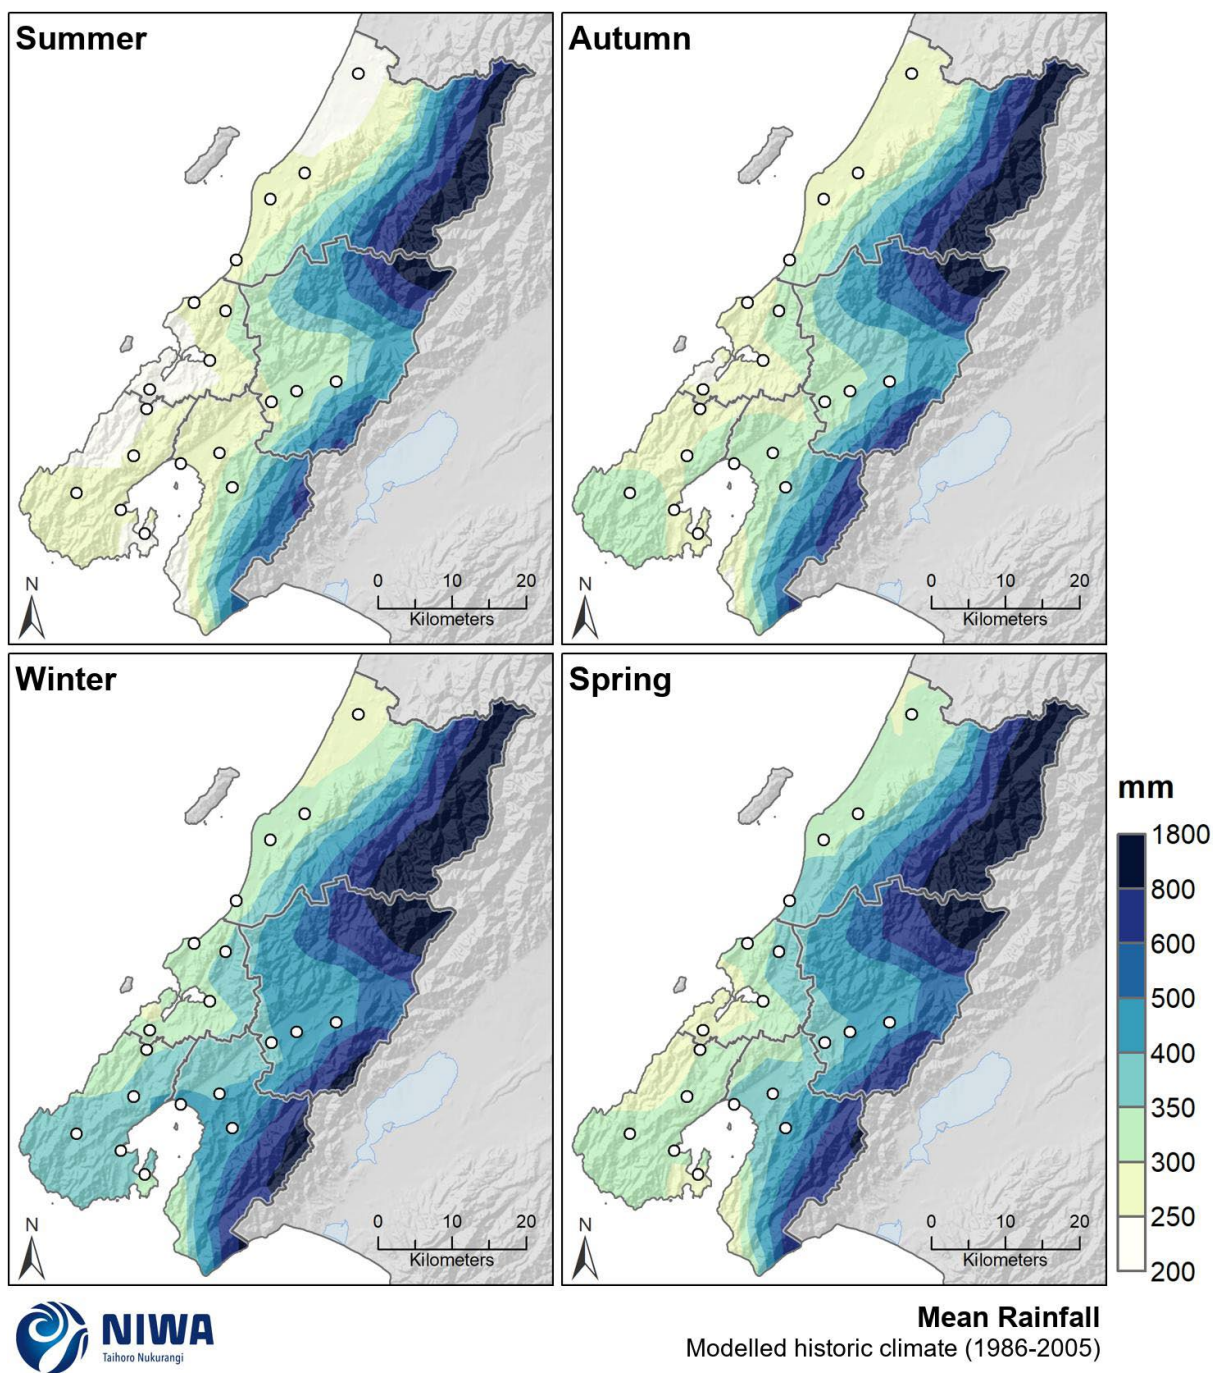 Summer
N
0 10 20
Kilometers
Autumn
N
0 10 20
Kilometers
Winter
N
0 10 20
Kilometers
Spring
N
0 10 20
Kilometers
mm
1800
800
600
500
400
350
300
250
200
NIWA
Taihoro Nukurangi
Mean Rainfall
Modelled historic climate (1986-2005)